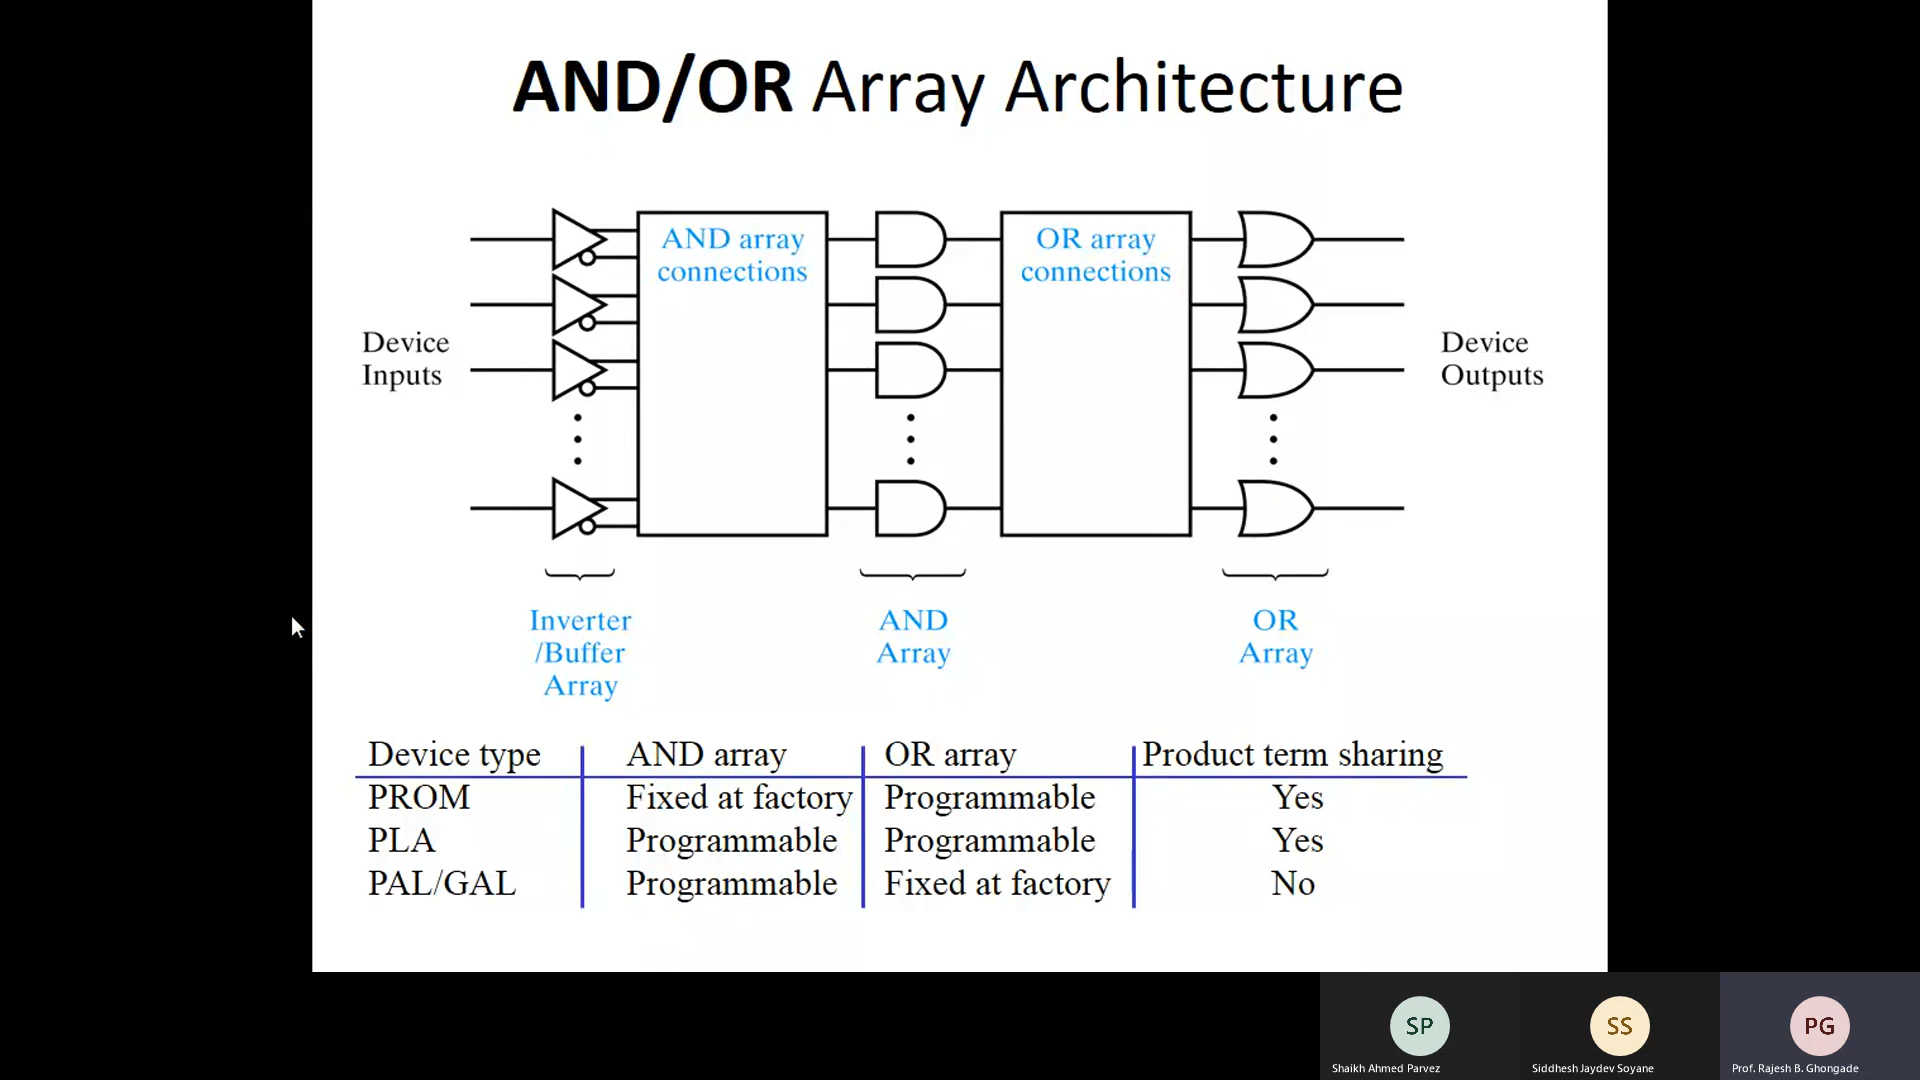 AND/OR Array Architecture
AND array
connections
OR array
connections
Device
Inputs
Device
Outputs
Inverter
/Buffer
Array
AND
Array
OR
Array
Device type AND array OR array Product term sharing
PROM Fixed at factory Programmable Yes
PLA Programmable Programmable Yes
PAL/GAL Programmable Fixed at factory No
SP SS PG
Shaikh Ahmed Parvez Siddhesh Jaydev Soyane Prof. Rajesh B. Ghongade